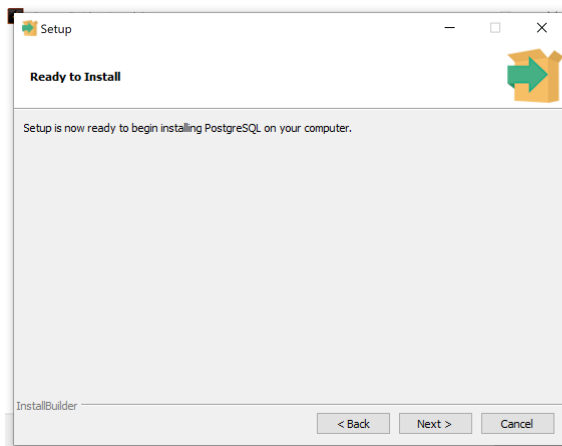 Setup
Ready to Install
Setup is now ready to begin installing PostgreSQL on your computer.
InstallBuilder
< Back
Next >
Cancel